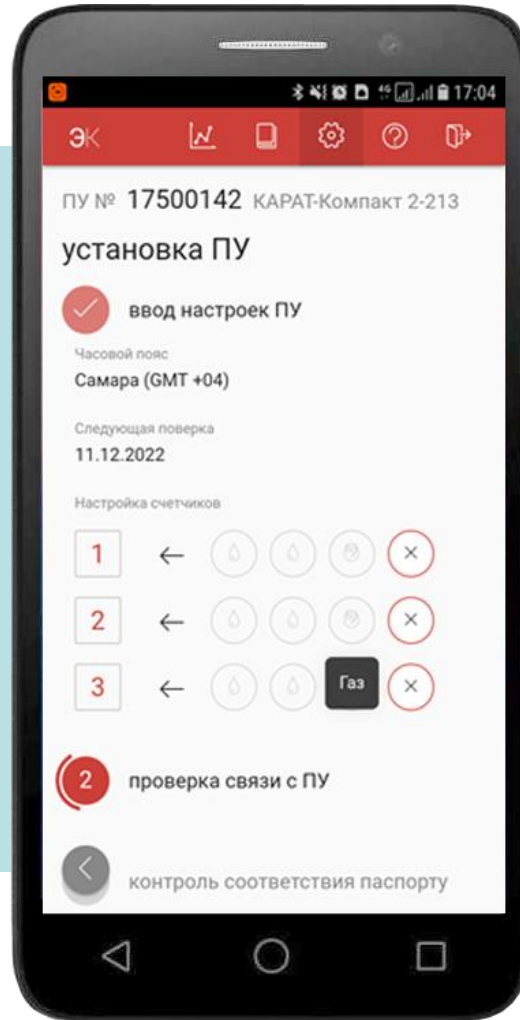 4G 17:04
ЭК
ПУ № 17500142 КАРАТ-Компакт 2-213
установка ПУ
ввод настроек ПУ
Часовой пояс
Самара (GMT +04)
Следующая поверка
11.12.2022
Настройка счетчиков
1
2
3 Газ
2 проверка связи с ПУ
контроль соответствия паспорту